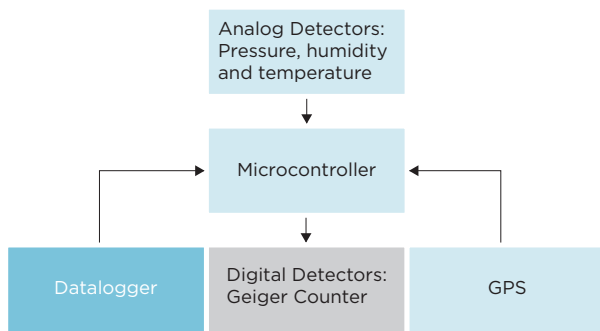 Analog Detectors:
Pressure, humidity
and temperature
Microcontroller
Datalogger
Digital Detectors:
Geiger Counter
GPS